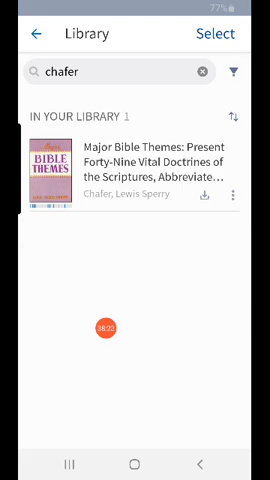 77%
Library
Select
chafer
IN YOUR LIBRARY 1
Major Bible Themes: Present
Forty-Nine Vital Doctrines of
the Scriptures, Abbreviate...
Chafer, Lewis Sperry
BIBLE
THEMES
38:23